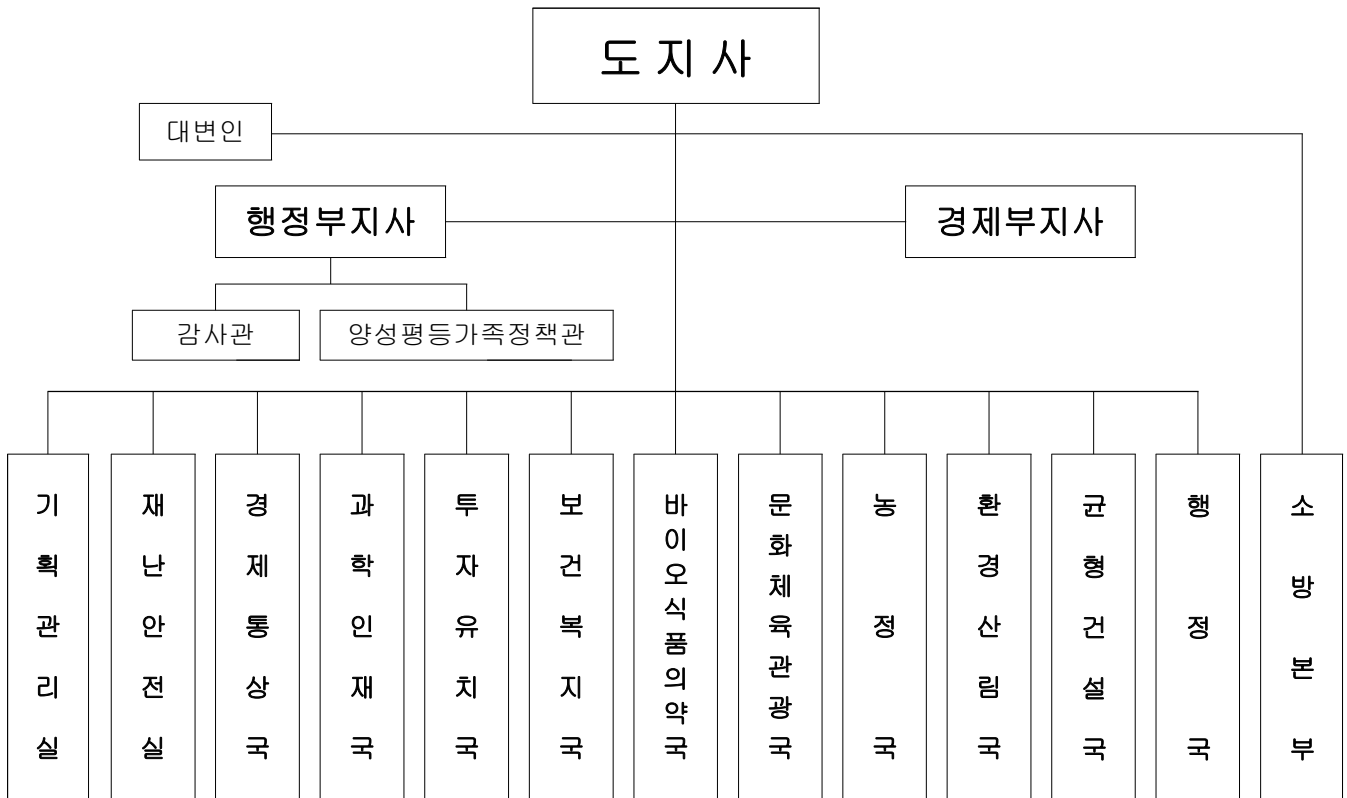 도 지 사
대변인
행정부지사
경제부지사
감사관
양성평등가족정책관
기획관리실
재난안전실
경제통상국
과학인재국
투자유치국
보건복지국
바이오식품의약국
문화체육관광국
농정국
환경산림국
균형건설국
행정국
소방본부